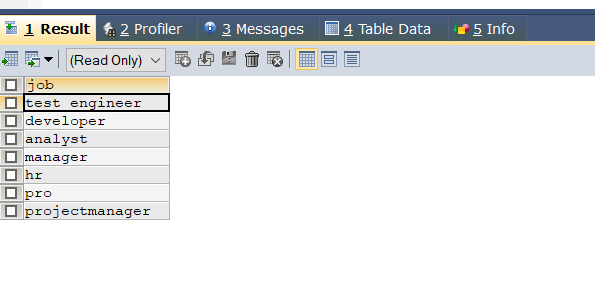 1 Result 2 Profiler 3 Messages 4 Table Data 5 Info
(Read Only)
job
test engineer
developer
analyst
manager
hr
pro
projectmanager